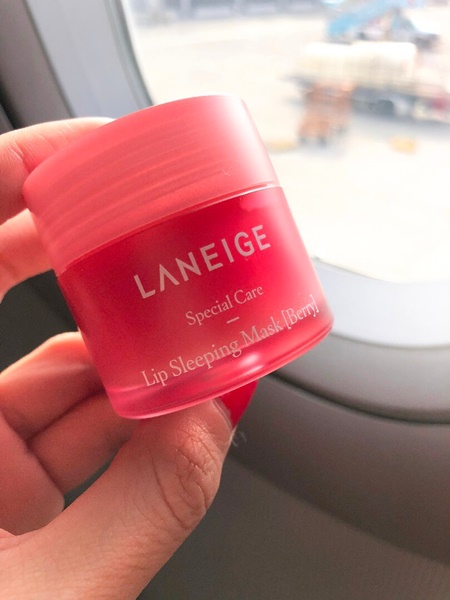 LANEIGE
Special Care
Lip Sleeping Mask [Berry]